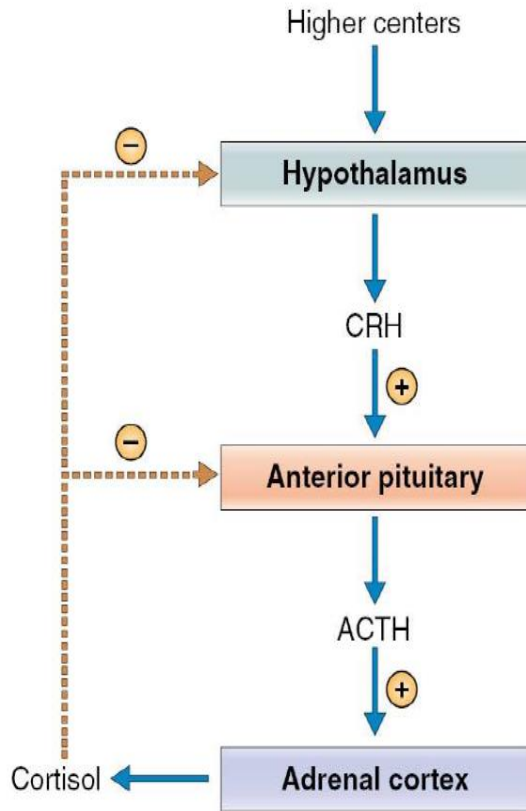 Higher centers
−
Hypothalamus
CRH
+
−
Anterior pituitary
ACTH
+
Cortisol
Adrenal cortex